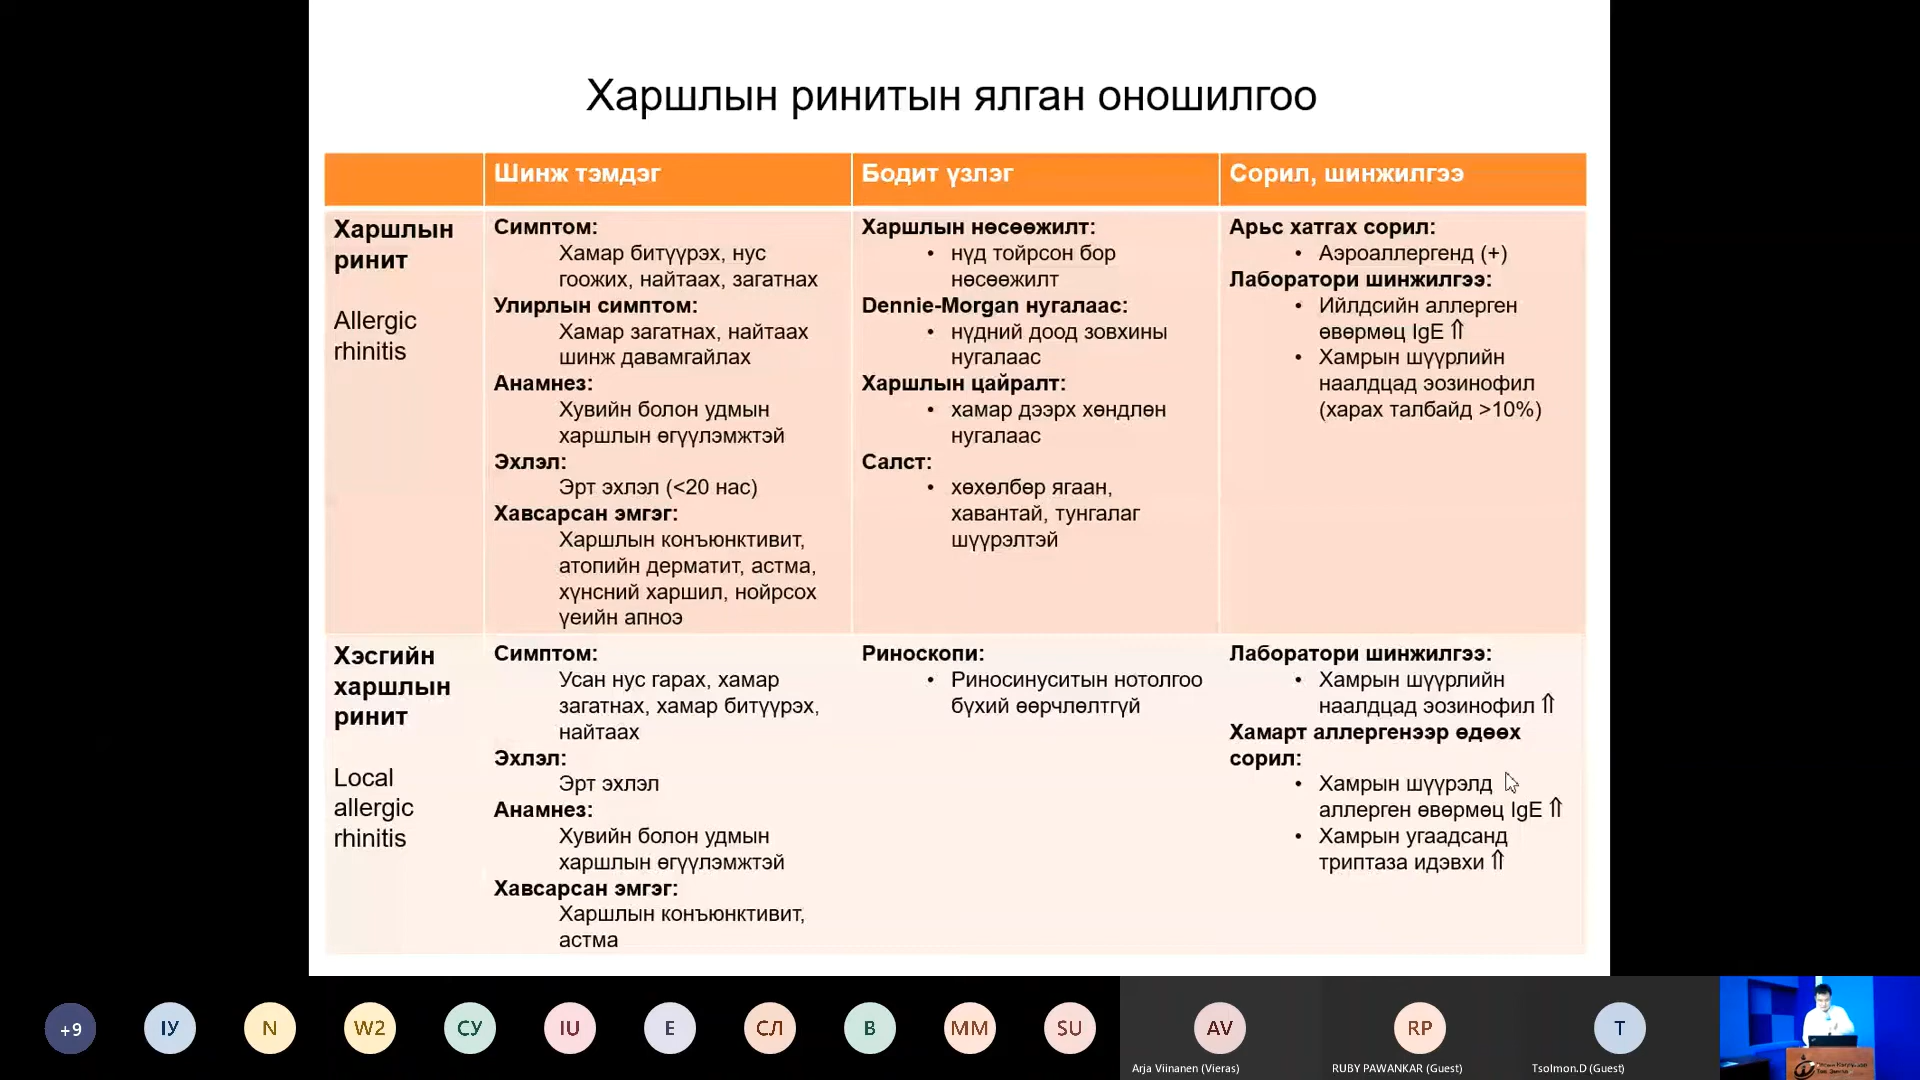 Харшлын ринитын ялган оношилгоо
Шинж тэмдэг
Бодит үзлэг
Сорил, шинжилгээ
Харшлын
ринит
Allergic
rhinitis
Симптом:
Хамар битүүрэх, нус
гоожих, найтаах, загатнах
Улирлын симптом:
Хамар загатнах, найтаах
шинж давамгайлах
Анамнез:
Хувийн болон удмын
харшлын өгүүлэмжтэй
Эхлэл:
Эрт эхлэл (<20 нас)
Хавсарсан эмгэг:
Харшлын конъюнктивит,
атопийн дерматит, астма,
хүнсний харшил, нойрсох
үеийн апноэ
Харшлын нөсөөжилт:
• нүд тойрсон бор
нөсөөжилт
Dennie-Morgan нугалаас:
• нүдний доод зовхины
нугалаас
Харшлын цайралт:
• хамар дээрх хөндлөн
нугалаас
Салст:
• хөхөлбөр ягаан,
хавантай, тунгалаг
шүүрэлтэй
Арьс хатгах сорил:
• Аэроаллергенд (+)
Лаборатори шинжилгээ:
• Ийлдсийн аллерген
өвөрмөц IgE ⇑
• Хамрын шүүрлийн
наалдцад эозинофил
(харах талбайд >10%)
Хэсгийн
харшлын
ринит
Local
allergic
rhinitis
Симптом:
Усан нус гарах, хамар
загатнах, хамар битүүрэх,
найтаах
Эхлэл:
Эрт эхлэл
Анамнез:
Хувийн болон удмын
харшлын өгүүлэмжтэй
Хавсарсан эмгэг:
Харшлын конъюнктивит,
астма
Риноскопи:
• Риносинуситын нотолгоо
бүхий өөрчлөлтгүй
Лаборатори шинжилгээ:
• Хамрын шүүрлийн
наалдцад эозинофил ⇑
Хамарт аллергенээр өдөөх
сорил:
• Хамрын шүүрэлд
аллерген өвөрмөц IgE ⇑
• Хамрын угаадсанд
триптаза идэвхи ⇑
+9
ІУ
N
W2
СУ
IU
E
СЛ
B
MM
SU
AV
RP
T
Arja Viinanen (Vieras)
RUBY PAWANKAR (Guest)
Tsolmon.D (Guest)